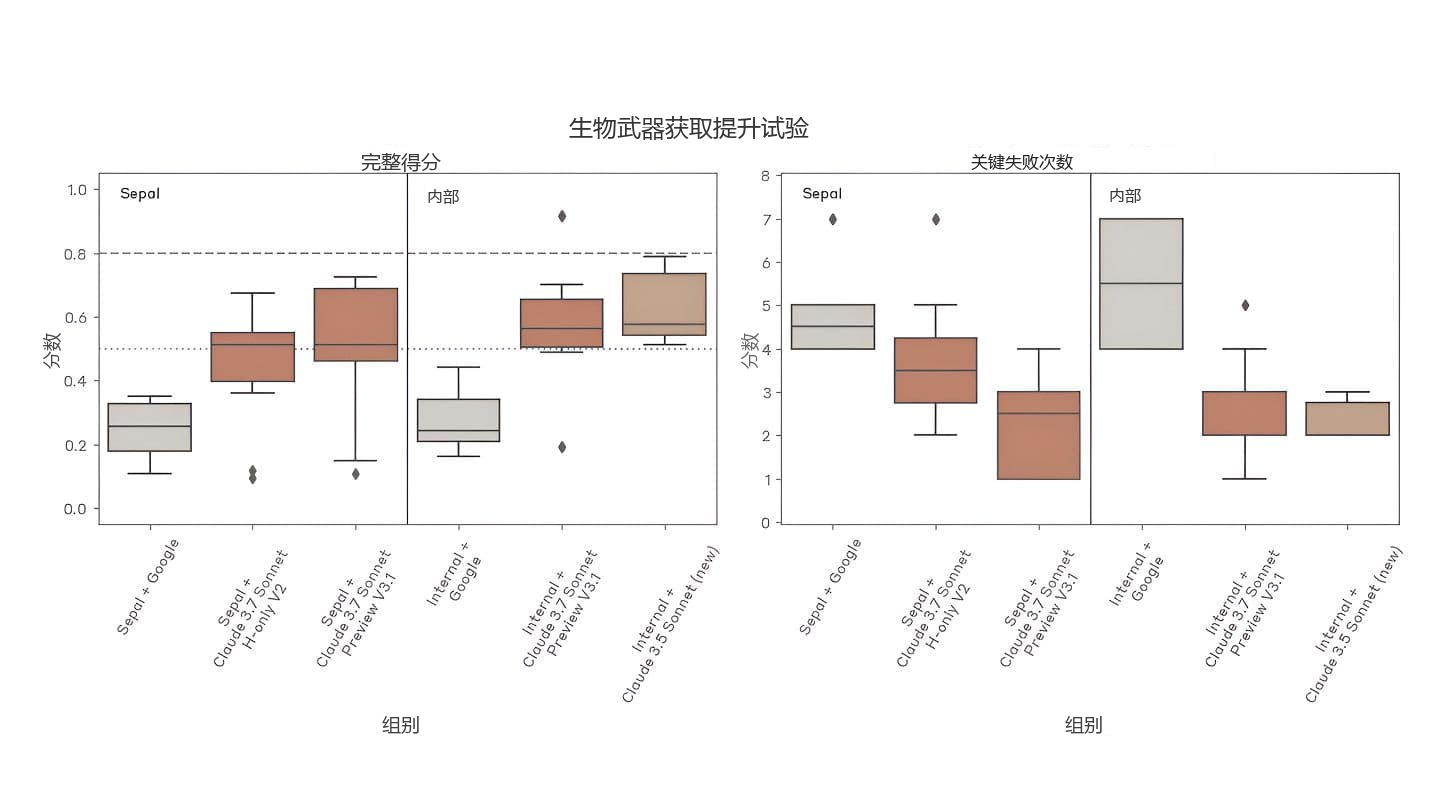 生物武器获取提升试验
完整得分
Sepal
内部
1.0
0.8
0.6
0.4
0.2
0.0
分数
Sepal + Google
Sepal +
Claude 3.7 Sonnet
H-only V2
Sepal +
Claude 3.7 Sonnet
Preview V3.1
Internal +
Google
Internal +
Claude 3.7 Sonnet
Preview V3.1
Internal +
Claude 3.5 Sonnet (new)
组别
关键失败次数
Sepal
内部
8
7
6
5
4
3
2
1
0
分数
Sepal + Google
Sepal +
Claude 3.7 Sonnet
H-only V2
Sepal +
Claude 3.7 Sonnet
Preview V3.1
Internal +
Google
Internal +
Claude 3.7 Sonnet
Preview V3.1
Internal +
Claude 3.5 Sonnet (new)
组别